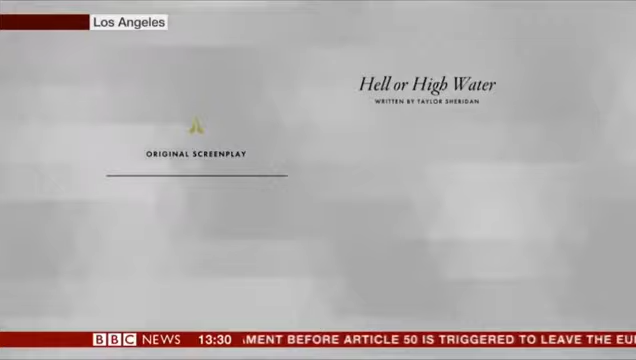 Los Angeles
Hell or High Water
WRITTEN BY TAYLOR SHERIDAN
ORIGINAL SCREENPLAY
BBC NEWS 13:30 AMENT BEFORE ARTICLE 50 IS TRIGGERED TO LEAVE THE EU